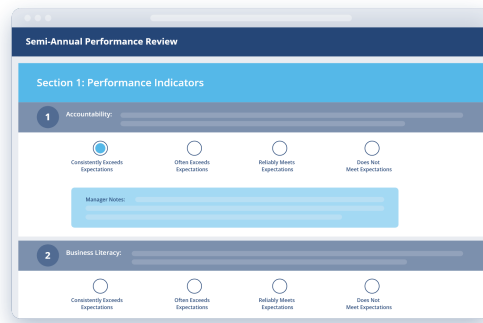 Semi-Annual Performance Review
Section 1: Performance Indicators
1 Accountability:
Consistently Exceeds Often Exceeds Reliably Meets Does Not
Expectations Expectations Expectations Meet Expectations
Manager Notes:
2 Business Literacy:
Consistently Exceeds Often Exceeds Reliably Meets Does Not
Expectations Expectations Expectations Meet Expectations